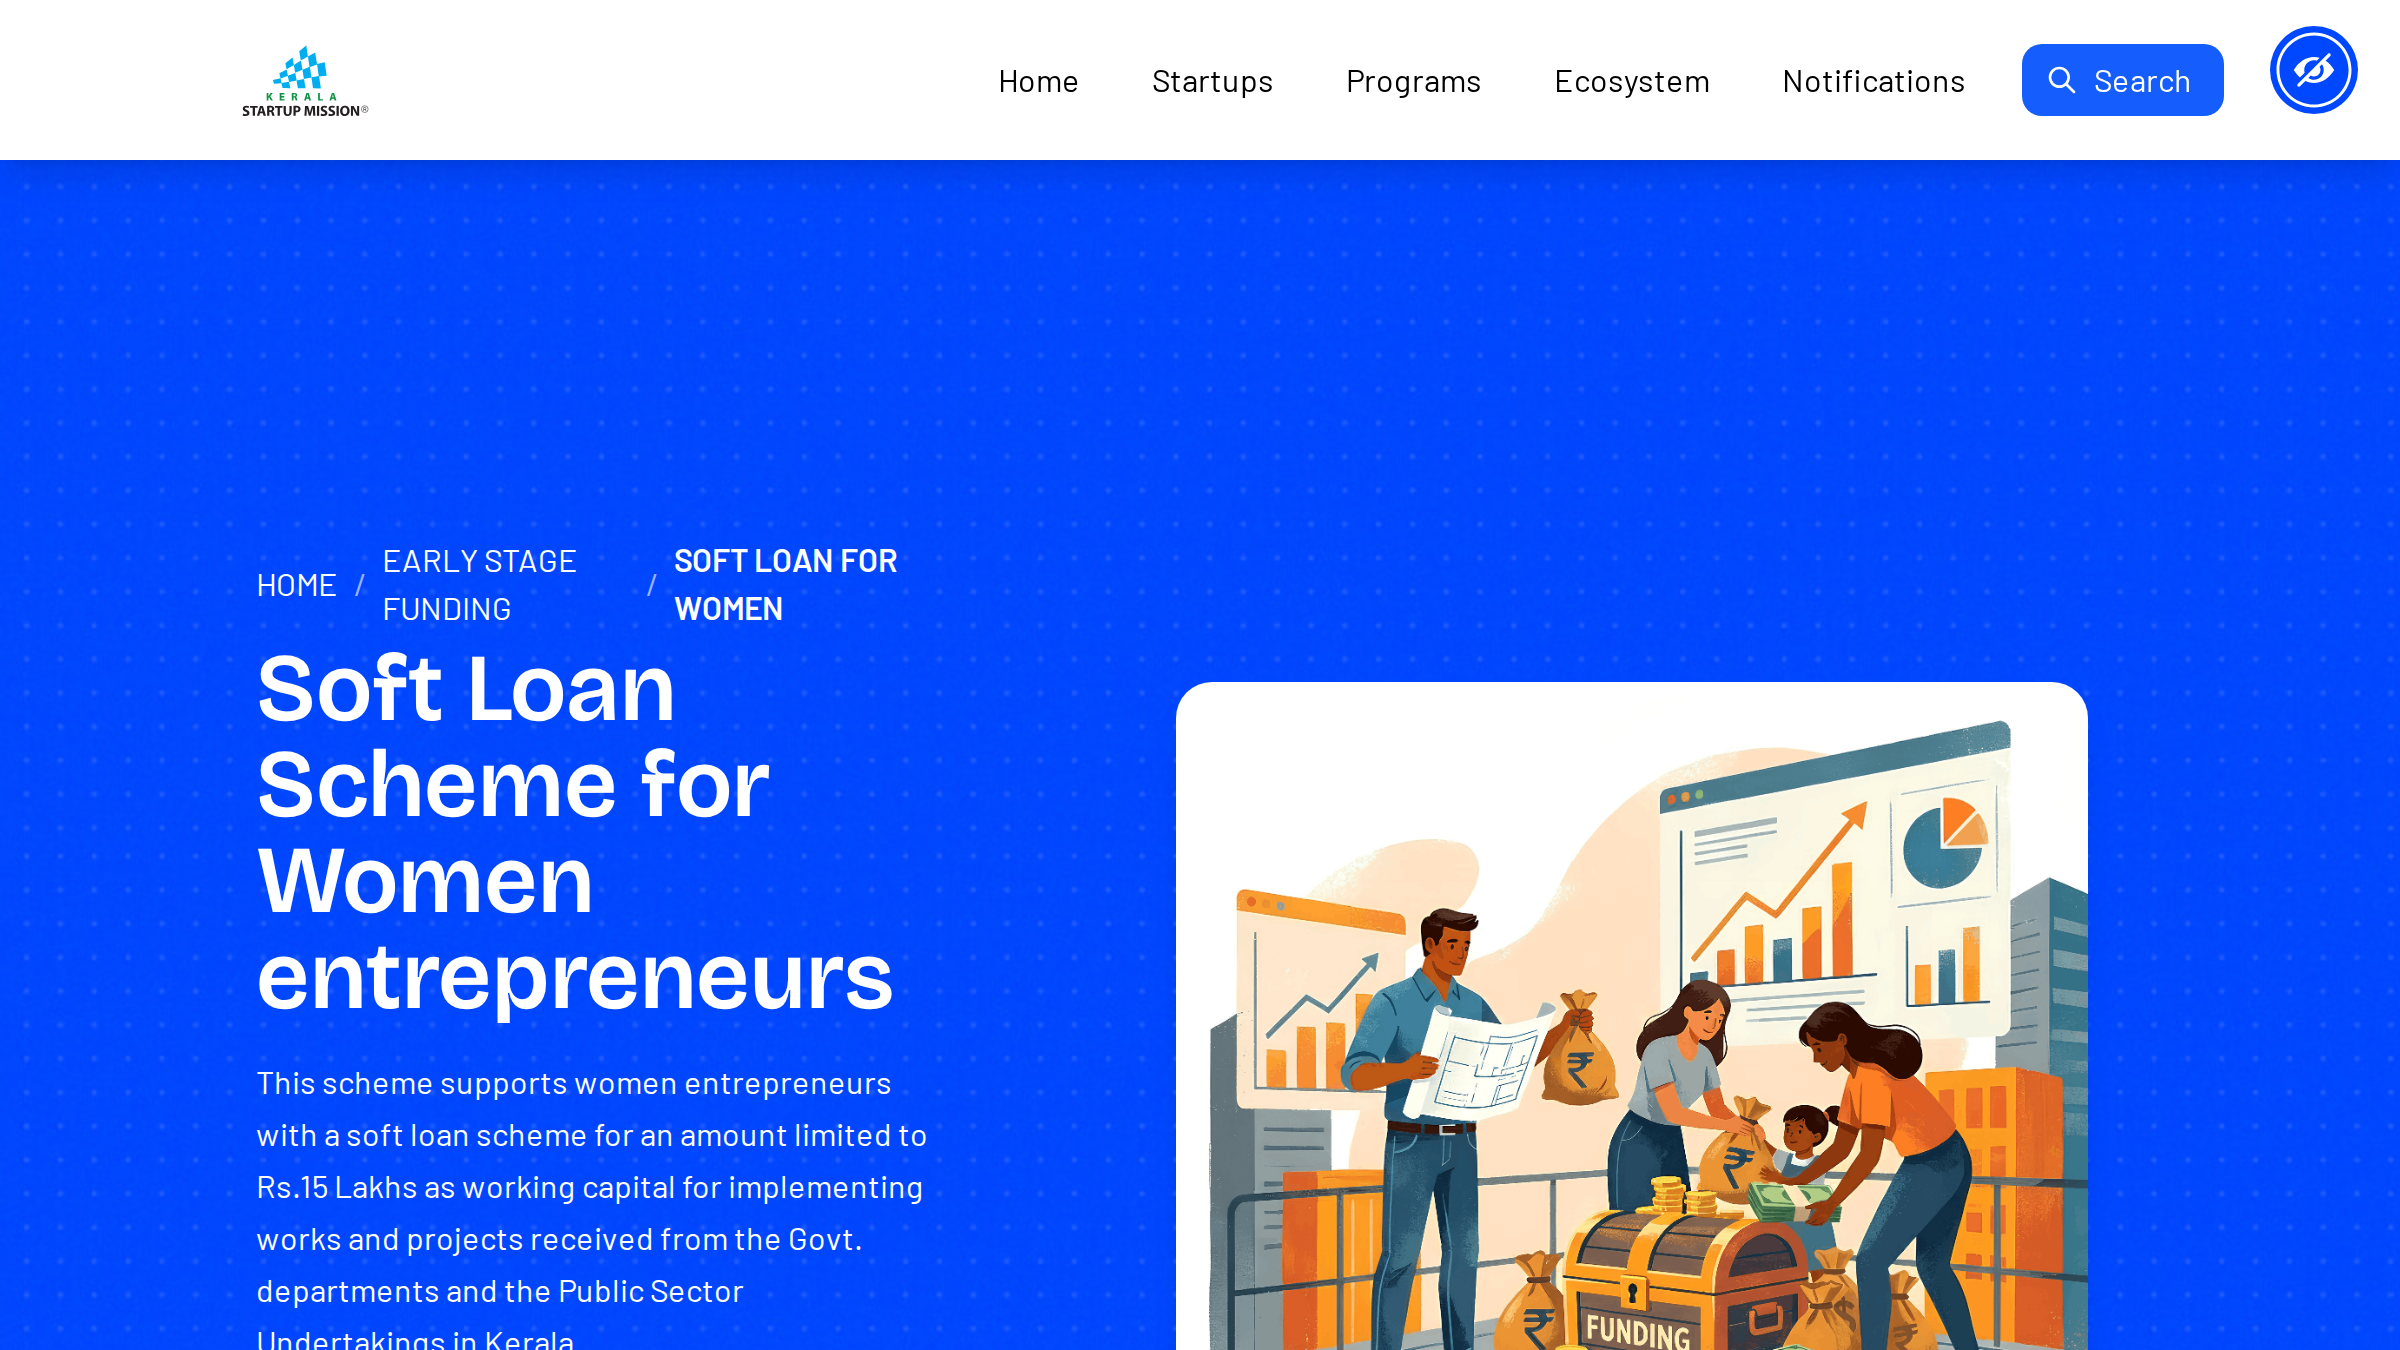 KERALA
STARTUP MISSION®
Home
Startups
Programs
Ecosystem
Notifications
Search
HOME / EARLY STAGE FUNDING / SOFT LOAN FOR WOMEN
Soft Loan
Scheme for
Women
entrepreneurs
This scheme supports women entrepreneurs
with a soft loan scheme for an amount limited to
Rs.15 Lakhs as working capital for implementing
works and projects received from the Govt.
departments and the Public Sector
Undertakings in Kerala
₹
₹
₹
₹
FUNDING